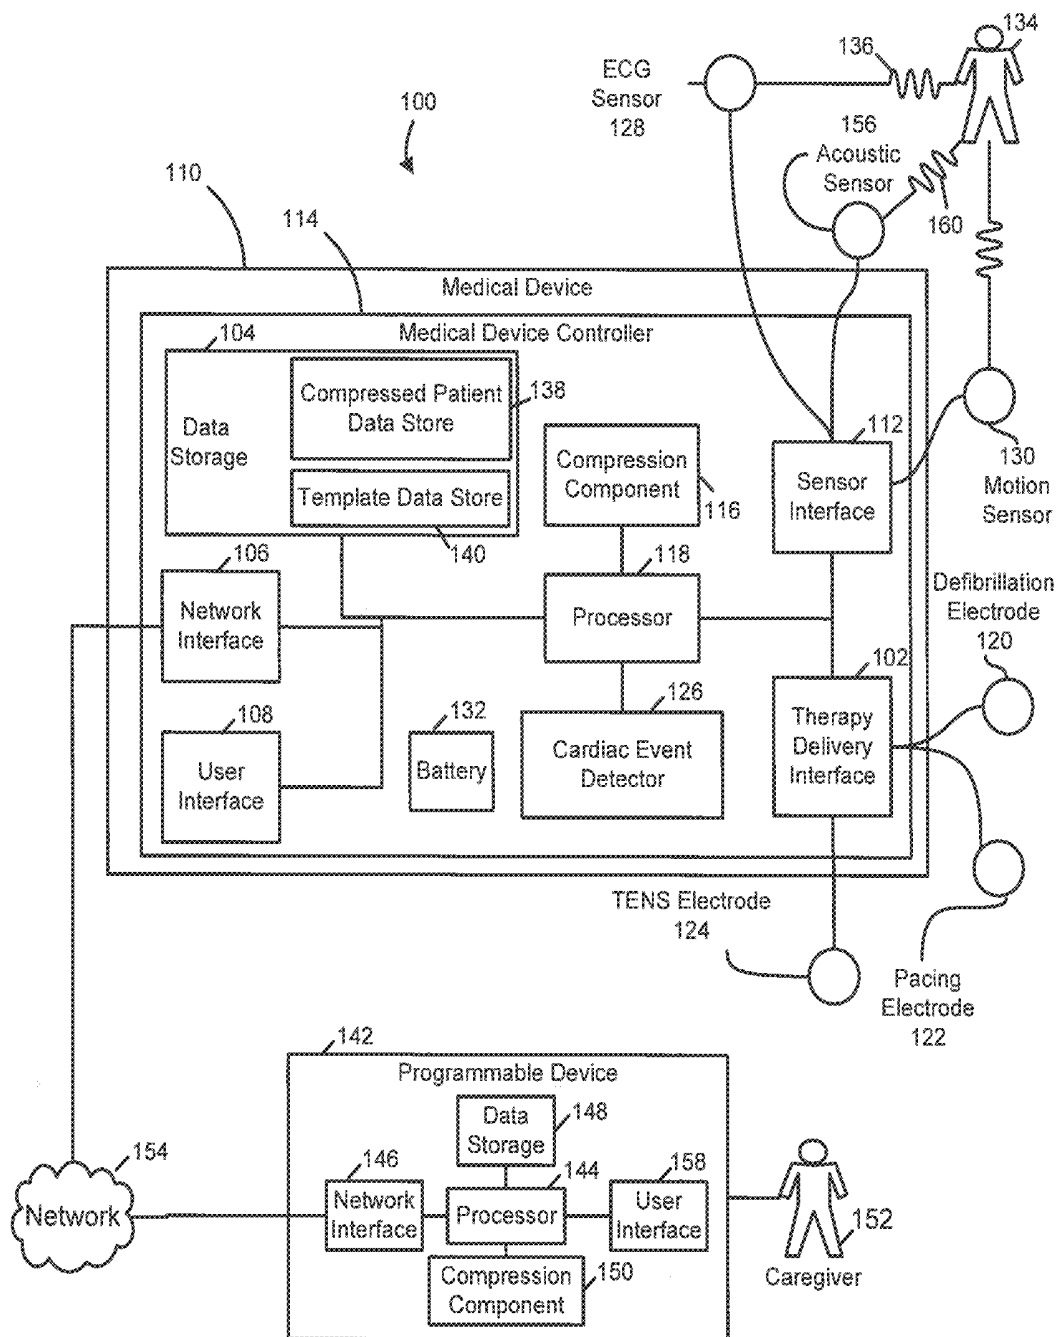 134
136
ECG
Sensor
128
100
156
Acoustic
Sensor
110
114
160
Medical Device
Medical Device Controller
104
Compressed Patient
Data Store
138
Data
Storage
Template Data Store
140
Compression
Component
116
112
Sensor
Interface
130
Motion
Sensor
106
Network
Interface
118
Processor
Defibrillation
Electrode
120
102
Therapy
Delivery
Interface
108
User
Interface
132
Battery
126
Cardiac Event
Detector
TENS Electrode
124
Pacing
Electrode
122
142
Programmable Device
Data
Storage
148
154
Network
146
Network
Interface
144
Processor
158
User
Interface
Compression
Component
150
152
Caregiver